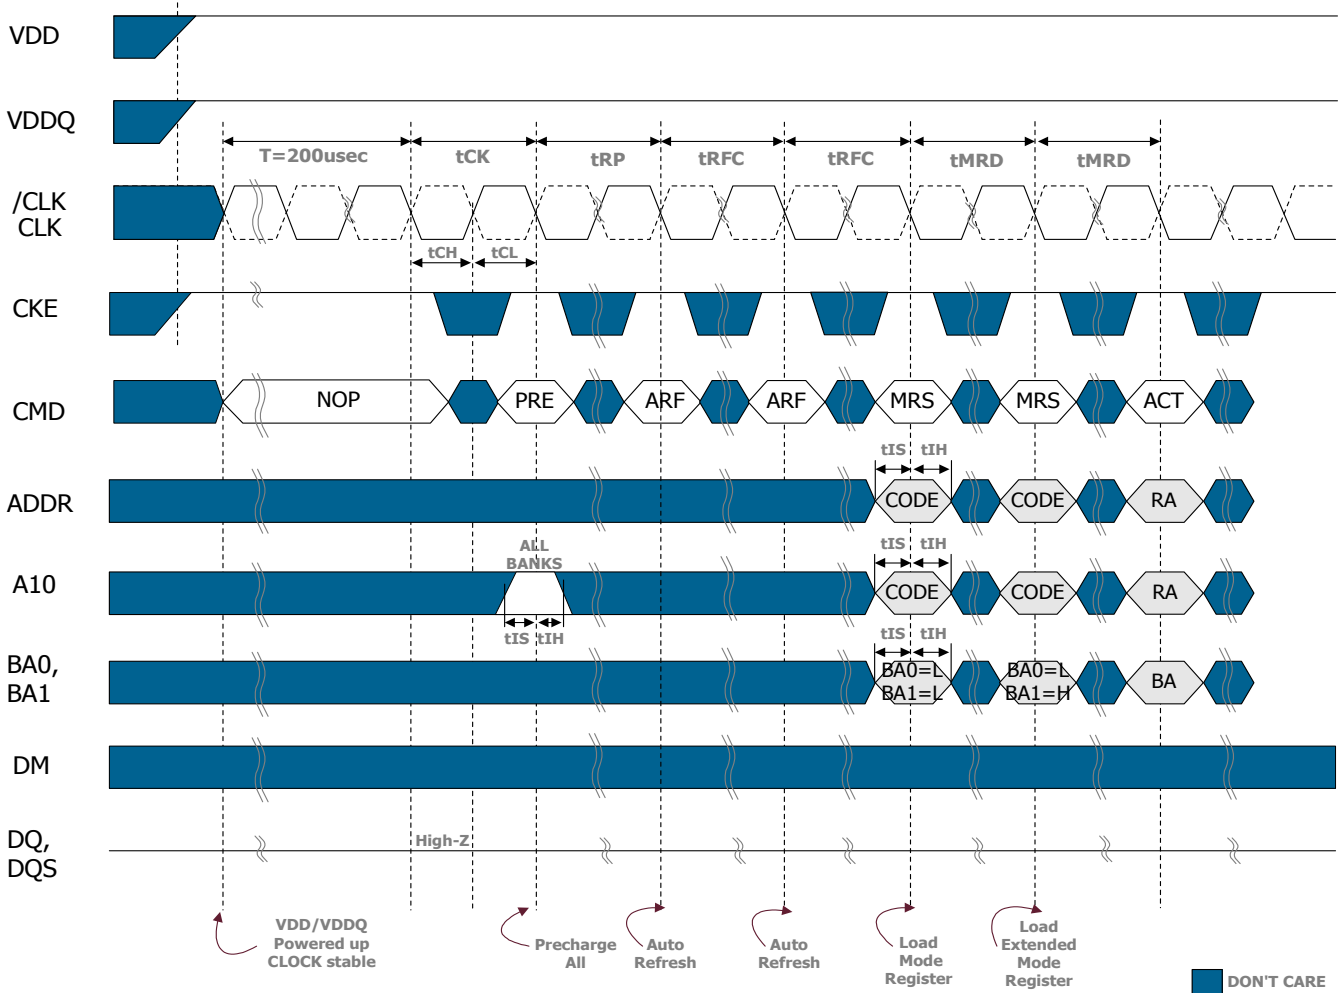 VDD
VDDQ
T=200usec tCK tRP tRFC tRFC tMRD tMRD
/CLK
CLK
tCH tCL
CKE
CMD NOP PRE ARF ARF MRS MRS ACT
tIS tIH
ADDR CODE CODE RA
ALL
BANKS
tIS tIH
A10 CODE CODE RA
tIS tIH
tIS tIH
BA0,
BA1
BA0=L
BA1=L
BA0=L
BA1=H
BA
DM
DQ,
DQS
High-Z
VDD/VDDQ
Powered up
CLOCK stable
Precharge
All
Auto
Refresh
Auto
Refresh
Load
Mode
Register
Load
Extended
Mode
Register
DON'T CARE